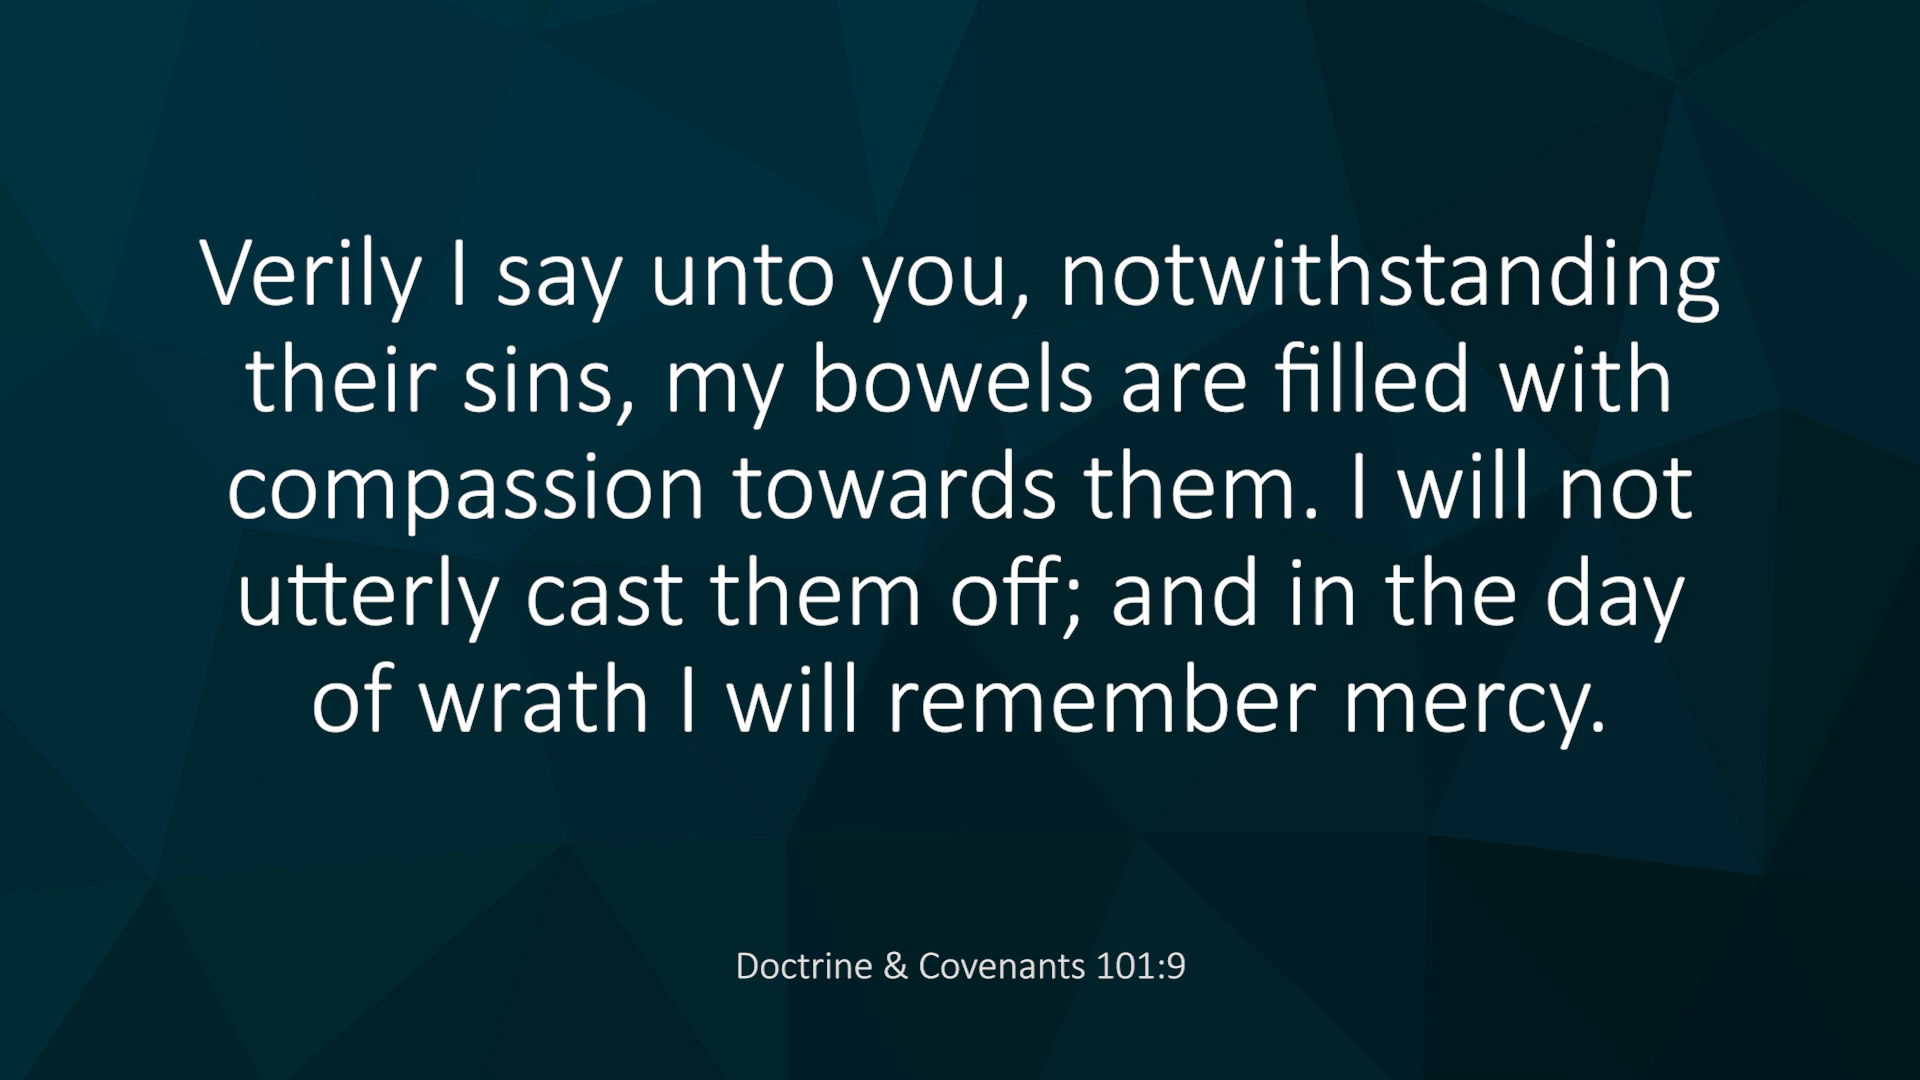 Verily I say unto you, notwithstanding
their sins, my bowels are filled with
compassion towards them. I will not
utterly cast them off; and in the day
of wrath I will remember mercy.
Doctrine & Covenants 101:9